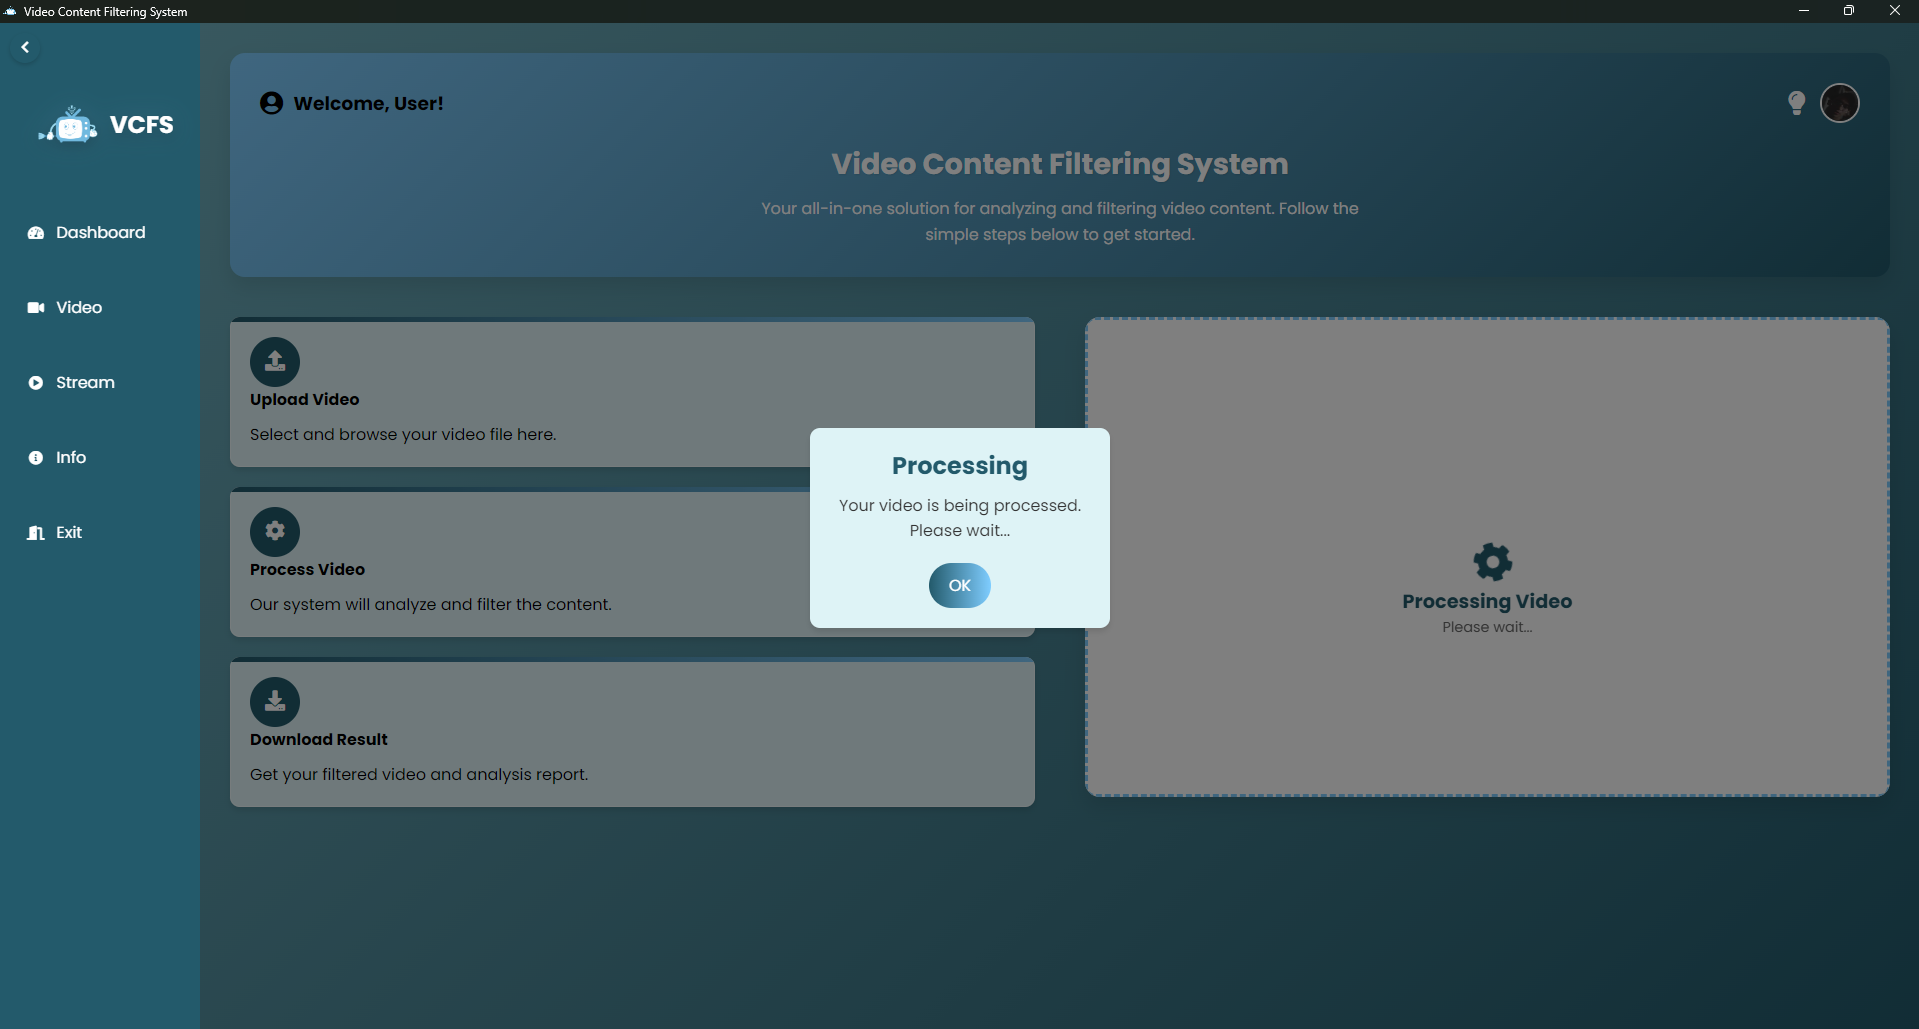 Video Content Filtering System
VCFS
Dashboard
Video
Stream
Info
Exit
Welcome, User!
Video Content Filtering System
Your all-in-one solution for analyzing and filtering video content. Follow the
simple steps below to get started.
Upload Video
Select and browse your video file here.
Process Video
Our system will analyze and filter the content.
Download Result
Get your filtered video and analysis report.
Processing
Your video is being processed.
Please wait...
OK
Processing Video
Please wait...